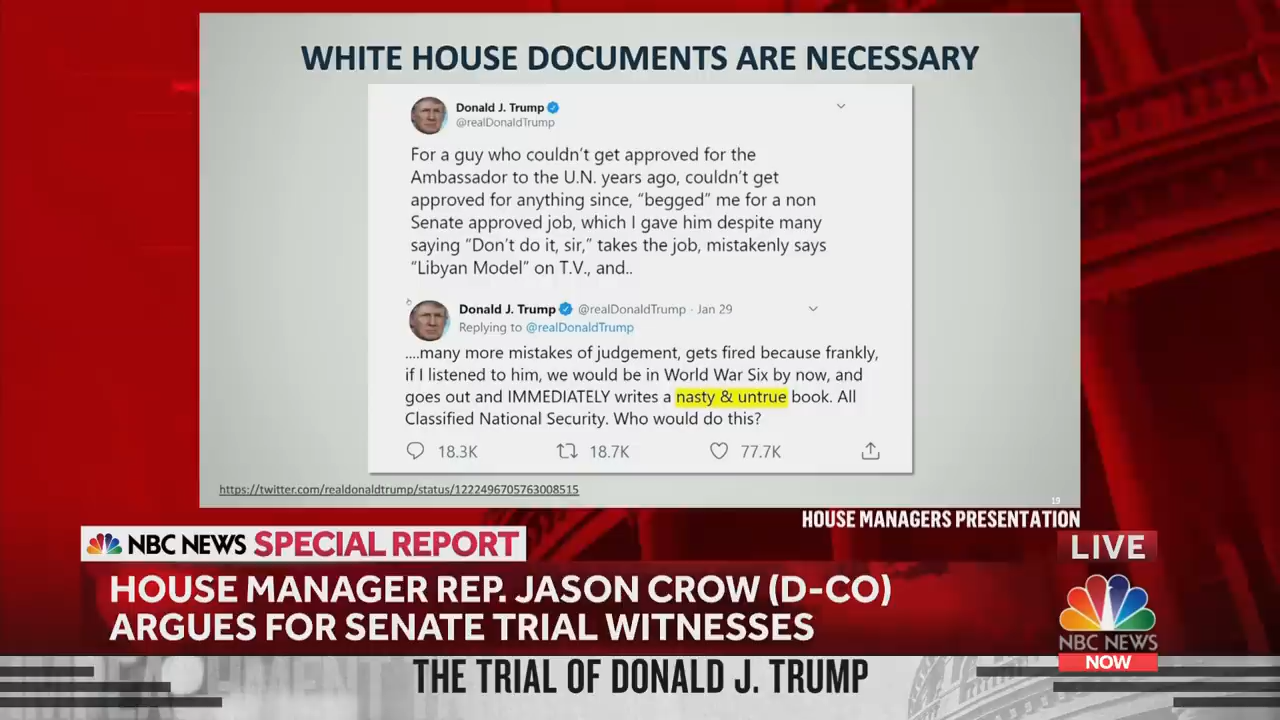 WHITE HOUSE DOCUMENTS ARE NECESSARY
Donald J. Trump
@realDonaldTrump
For a guy who couldn't get approved for the
Ambassador to the U.N. years ago, couldn't get
approved for anything since, “begged” me for a non
Senate approved job, which I gave him despite many
saying “Don't do it, sir,” takes the job, mistakenly says
“Libyan Model” on T.V., and..
Donald J. Trump @realDonaldTrump · Jan 29
Replying to @realDonaldTrump
....many more mistakes of judgement, gets fired because frankly,
if I listened to him, we would be in World War Six by now, and
goes out and IMMEDIATELY writes a nasty & untrue book. All
Classified National Security. Who would do this?
18.3K 18.7K 77.7K
https://twitter.com/realdonaldtrump/status/1222496705763008515
19
HOUSE MANAGERS PRESENTATION
NBC NEWS SPECIAL REPORT
LIVE
HOUSE MANAGER REP. JASON CROW (D-CO)
ARGUES FOR SENATE TRIAL WITNESSES
NBC NEWS
NOW
THE TRIAL OF DONALD J. TRUMP